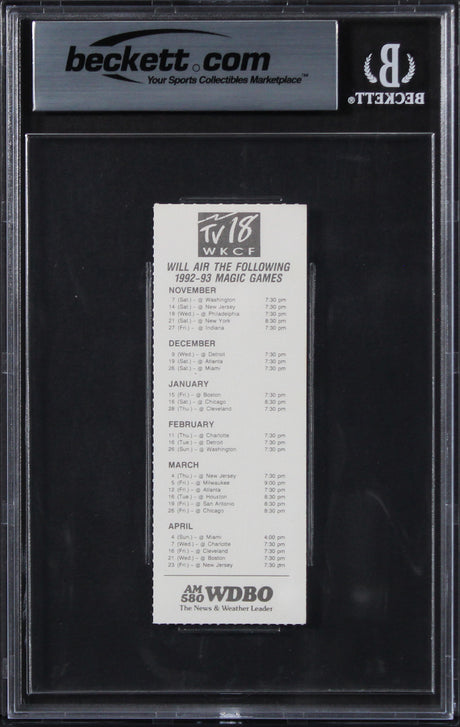 beckett.com
Your Sports Collectibles Marketplace™
BECKETT®
TV 18
WKCF
WILL AIR THE FOLLOWING
1992-93 MAGIC GAMES
NOVEMBER
7 (Sat.) - @ Washington 7:30 pm
14 (Sat.) - @ New Jersey 7:30 pm
18 (Wed.) - @ Philadelphia 7:30 pm
21 (Sat.) - @ New York 8:30 pm
27 (Fri.) - @ Indiana 7:30 pm
DECEMBER
9 (Wed.) - @ Detroit 7:30 pm
19 (Sat.) - @ Atlanta 7:30 pm
26 (Sat.) - @ Miami 7:30 pm
JANUARY
15 (Fri.) - @ Boston 7:30 pm
16 (Sat.) - @ Chicago 8:30 pm
28 (Thu.) - @ Cleveland 7:30 pm
FEBRUARY
11 (Thu.) - @ Charlotte 7:30 pm
16 (Tue.) - @ Detroit 7:30 pm
(Sun.) - @ Washington 7:30 pm
MARCH
4 (Thu.) - @ New Jersey 7:30 pm
5 (Fri.) - @ Milwaukee 9:00 pm
12 (Fri.) - @ Atlanta 7:30 pm
16 (Tue.) - @ Houston 8:30 pm
19 (Fri.) - @ San Antonio 8:30 pm
26 (Fri.) - @ Chicago 8:30 pm
APRIL
4 (Sun.) - @ Miami 4:00 pm
7 (Wed.) - @ Charlotte 7:30 pm
16 (Fri.) - @ Cleveland 7:30 pm
21 (Wed.) - @ Boston 7:30 pm
23 (Fri.) - @ New Jersey 7:30 pm
AM 580 WDBO
The News & Weather Leader